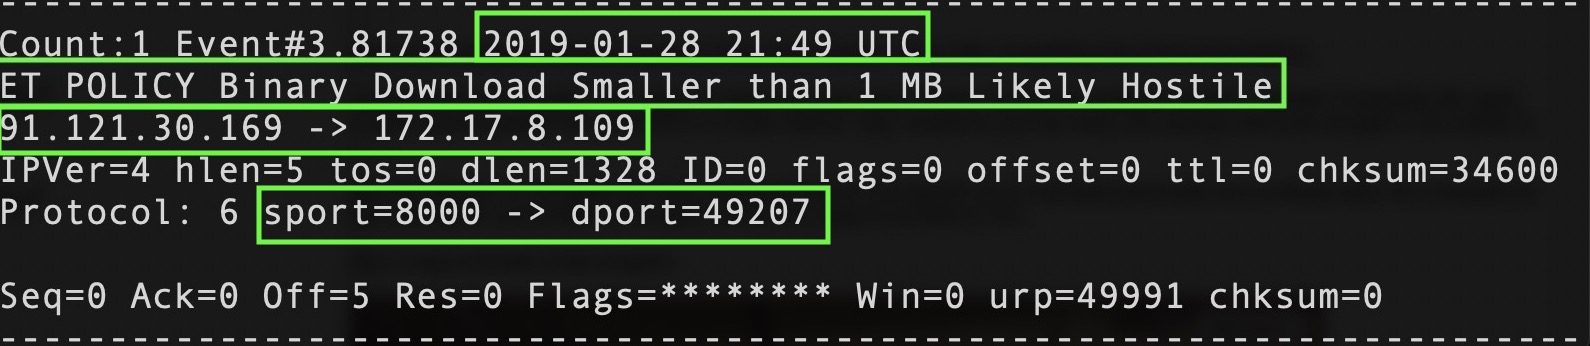 Count:1 Event#3.81738 2019-01-28 21:49 UTC
ET POLICY Binary Download Smaller than 1 MB Likely Hostile
91.121.30.169 -> 172.17.8.109
IPVer=4 hlen=5 tos=0 dlen=1328 ID=0 flags=0 offset=0 ttl=0 chksum=34600
Protocol: 6 sport=8000 -> dport=49207
Seq=0 Ack=0 Off=5 Res=0 Flags=******** Win=0 urp=49991 chksum=0